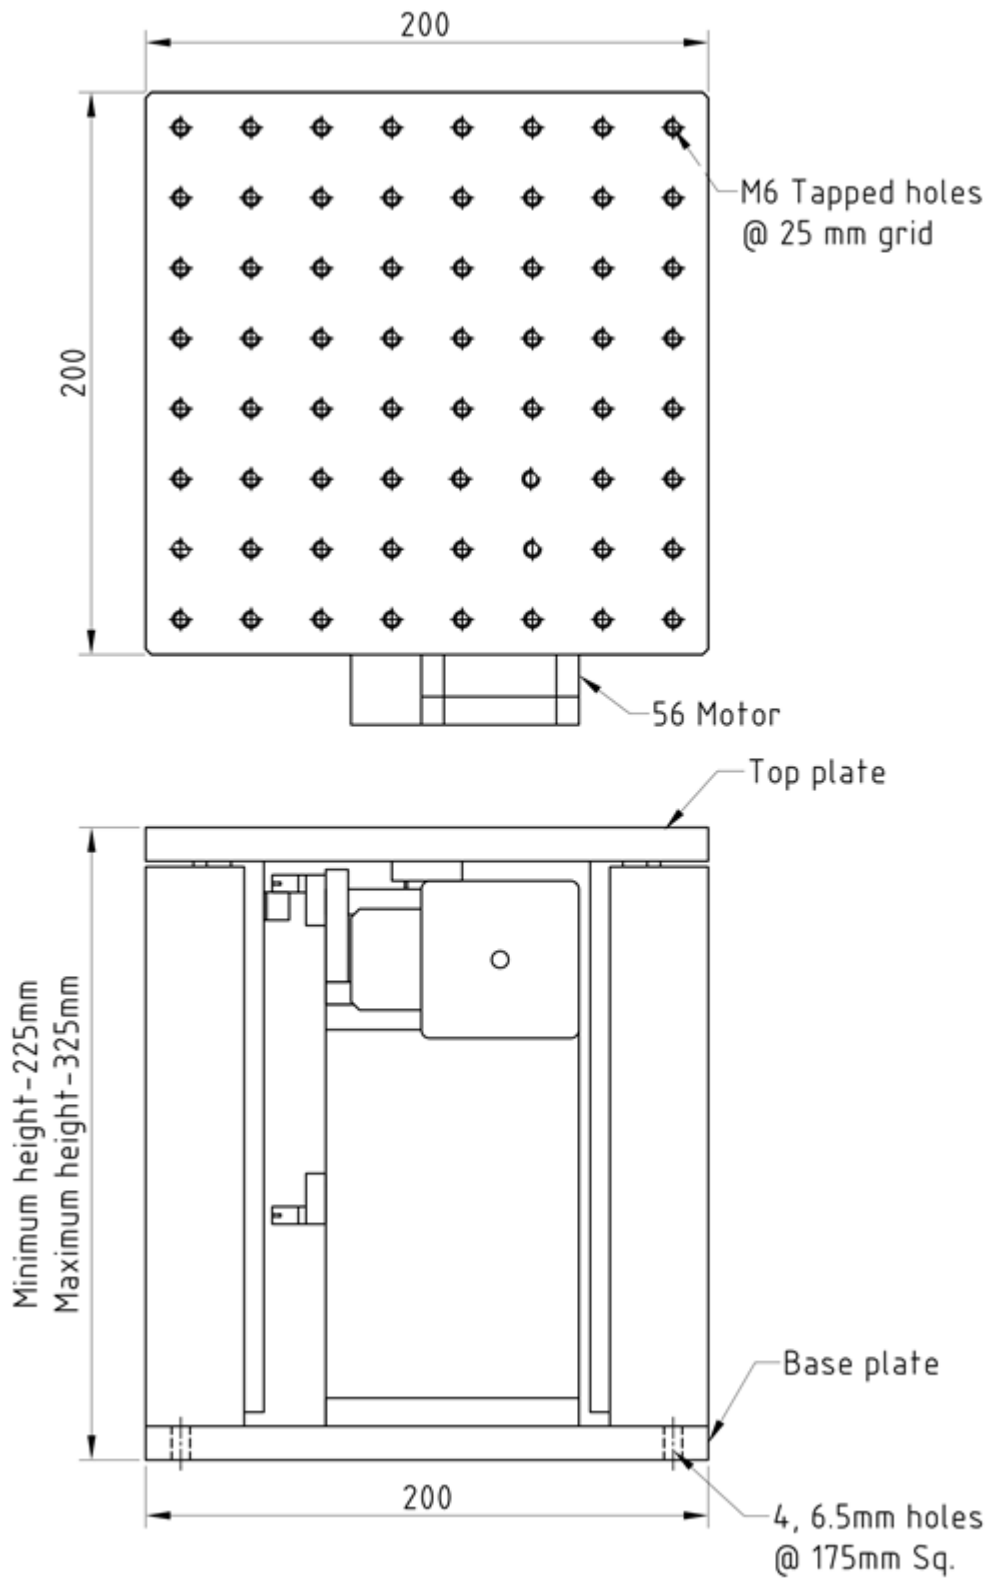 200
200
M6 Tapped holes
@ 25 mm grid
56 Motor
Top plate
Minimum height-225mm
Maximum height-325mm
Base plate
200
4, 6.5mm holes
@ 175mm Sq.